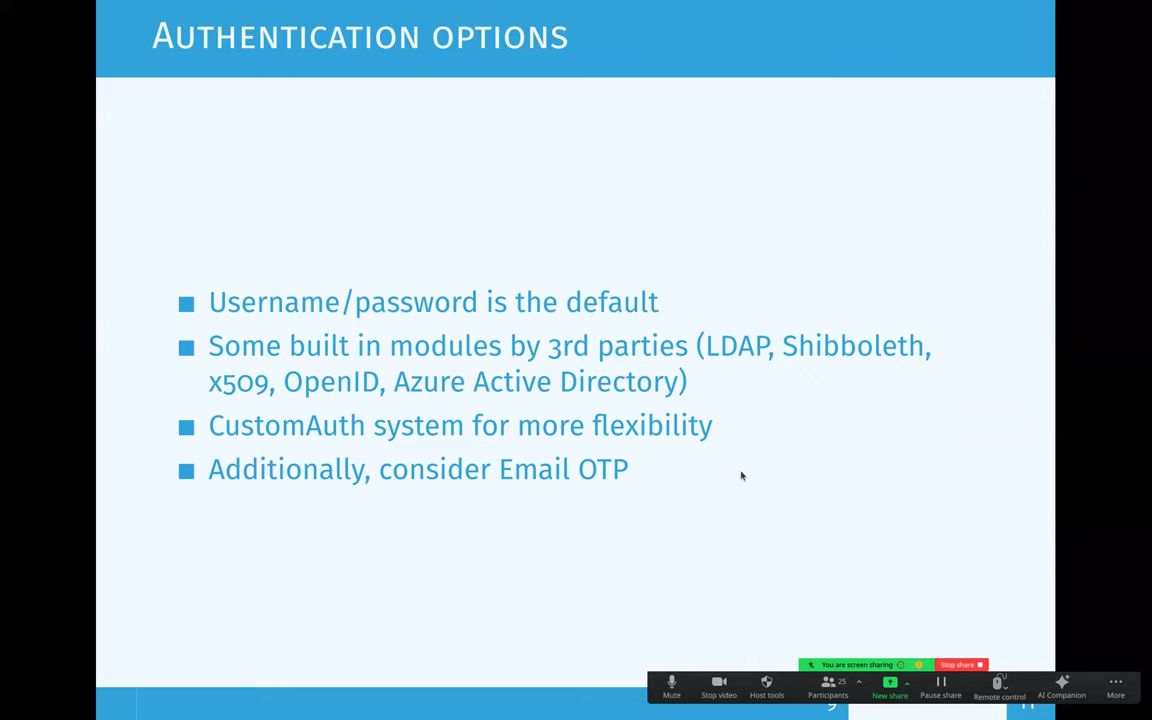 Authentication options
■ Username/password is the default
■ Some built in modules by 3rd parties (LDAP, Shibboleth,
x509, OpenID, Azure Active Directory)
■ CustomAuth system for more flexibility
■ Additionally, consider Email OTP
You are screen sharing
Stop share
25
Mute
Stop video
Host tools
Participants
New share
Pause share
Remote control
AI Companion
More